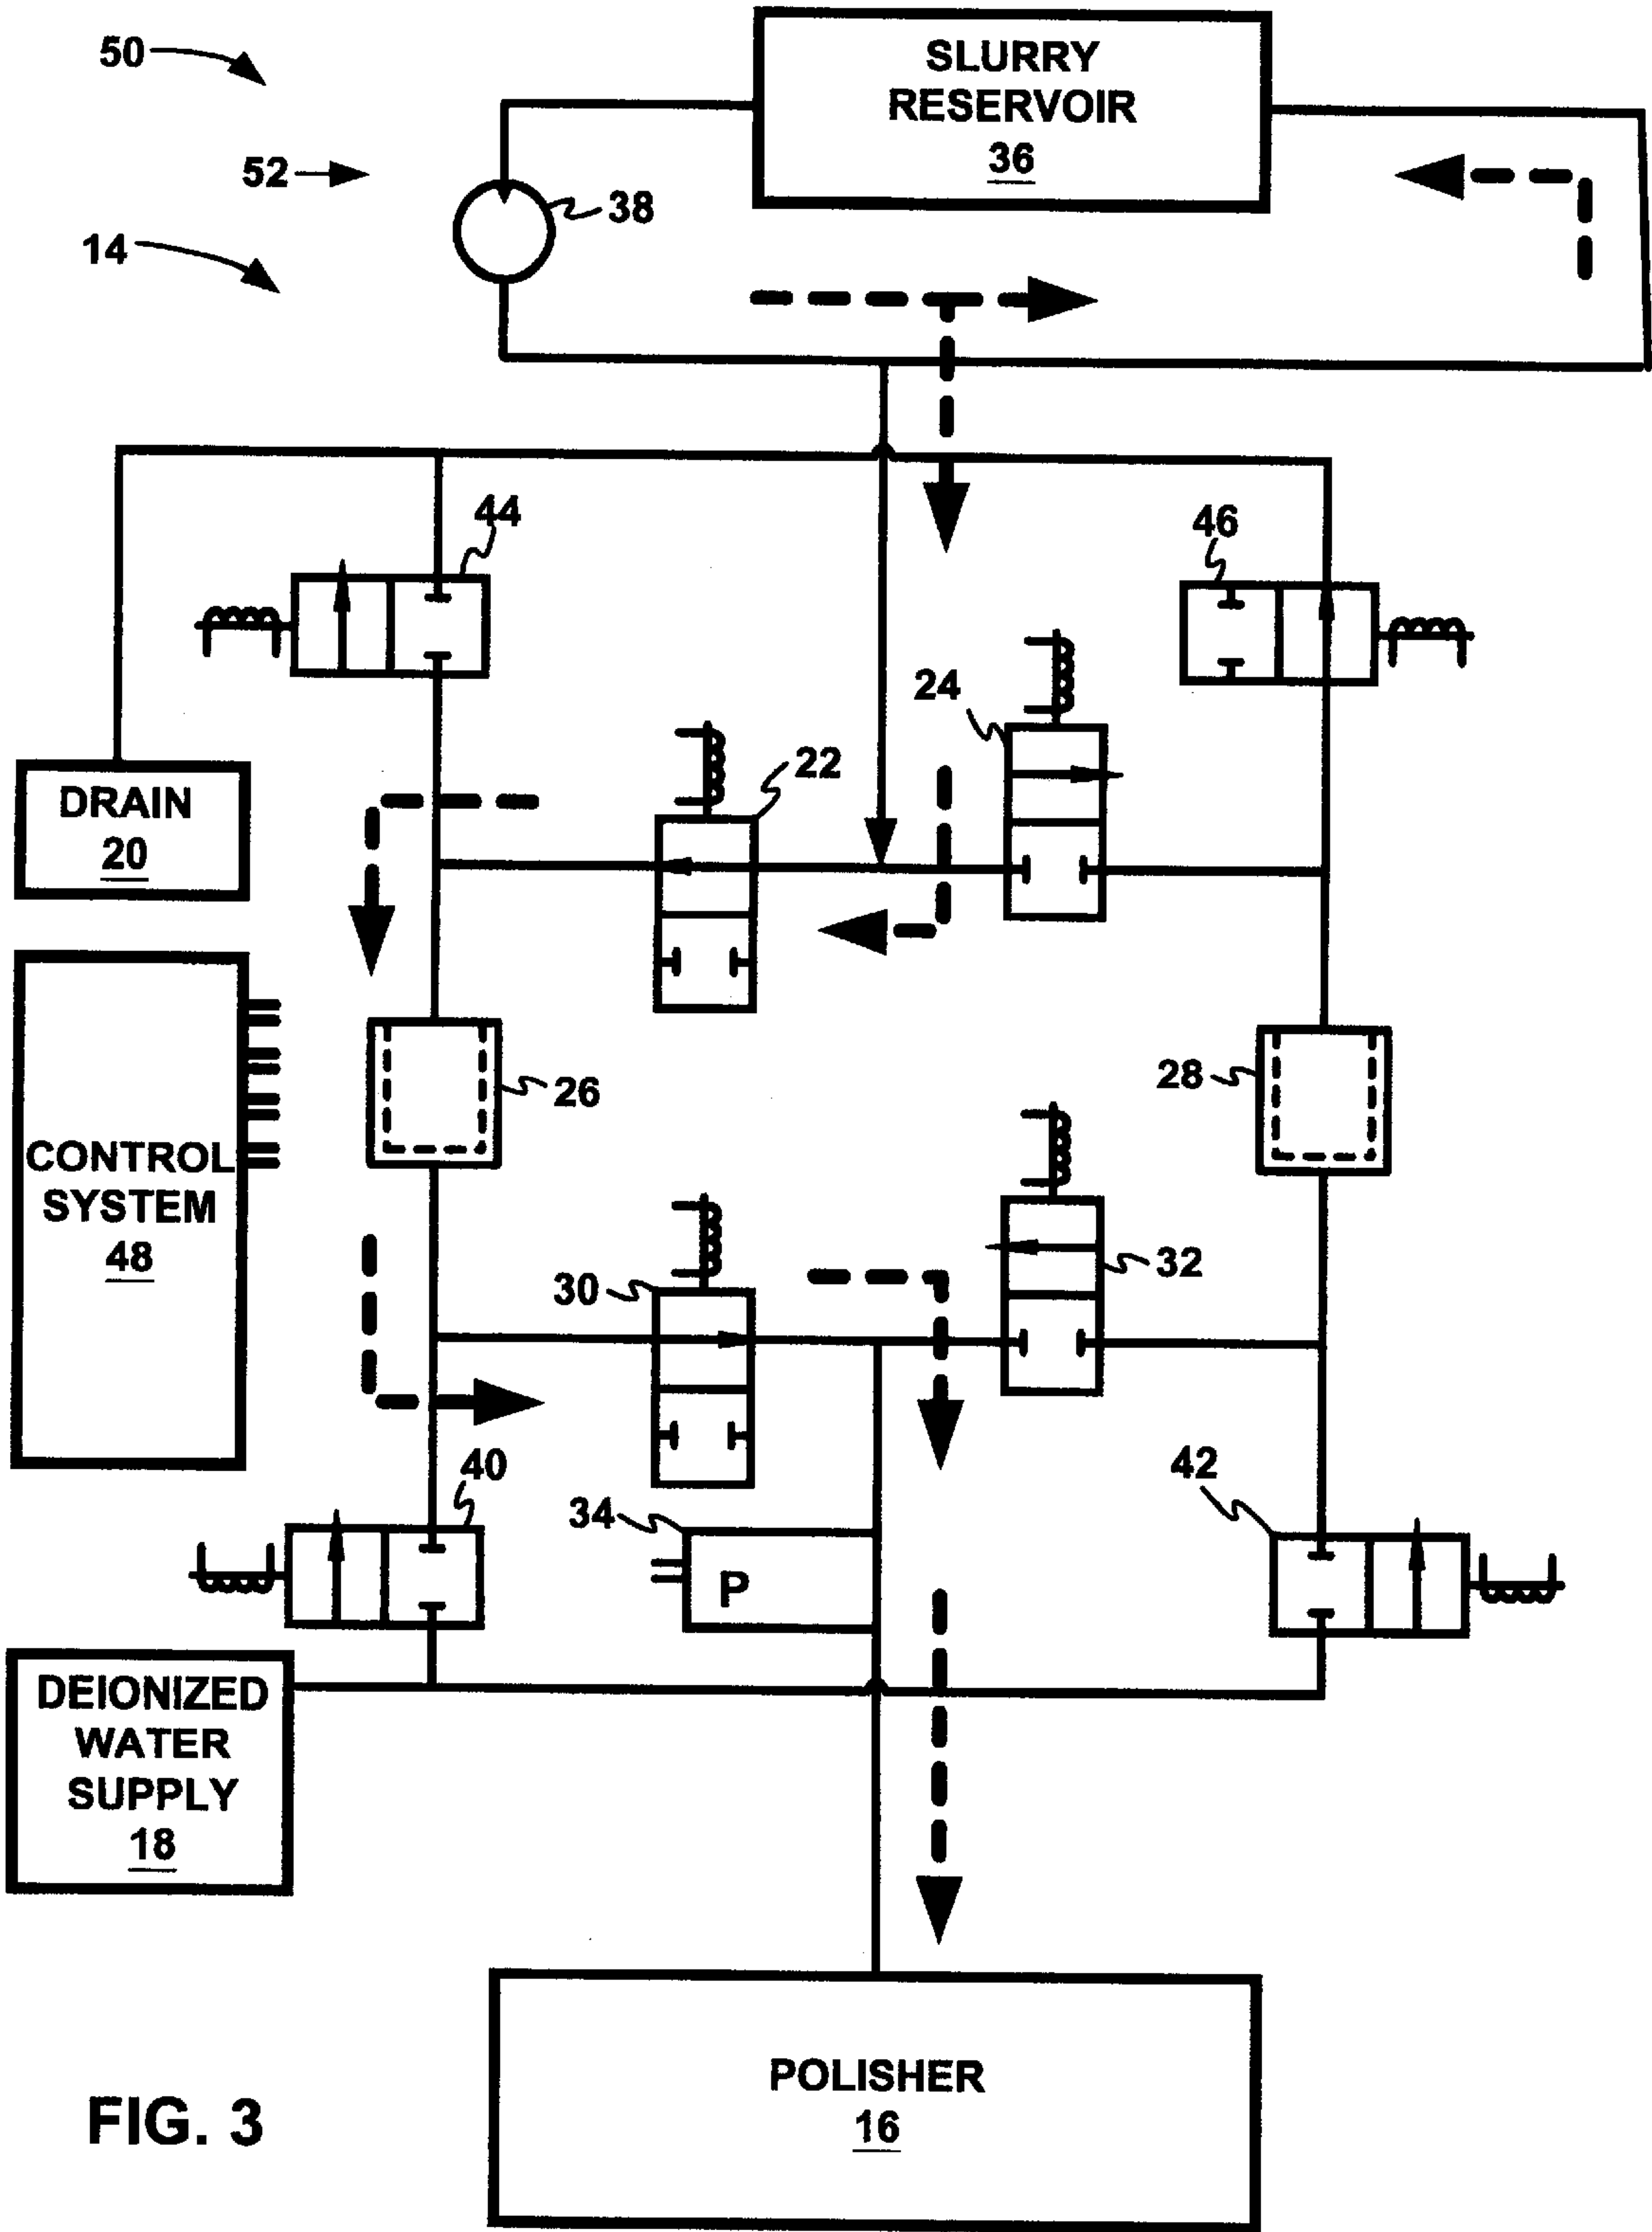 50
SLURRY
RESERVOIR
36
52
38
14
44
46
24
22
DRAIN
20
26
28
CONTROL
SYSTEM
48
30
32
40
42
34
P
DEIONIZED
WATER
SUPPLY
18
POLISHER
16
FIG. 3